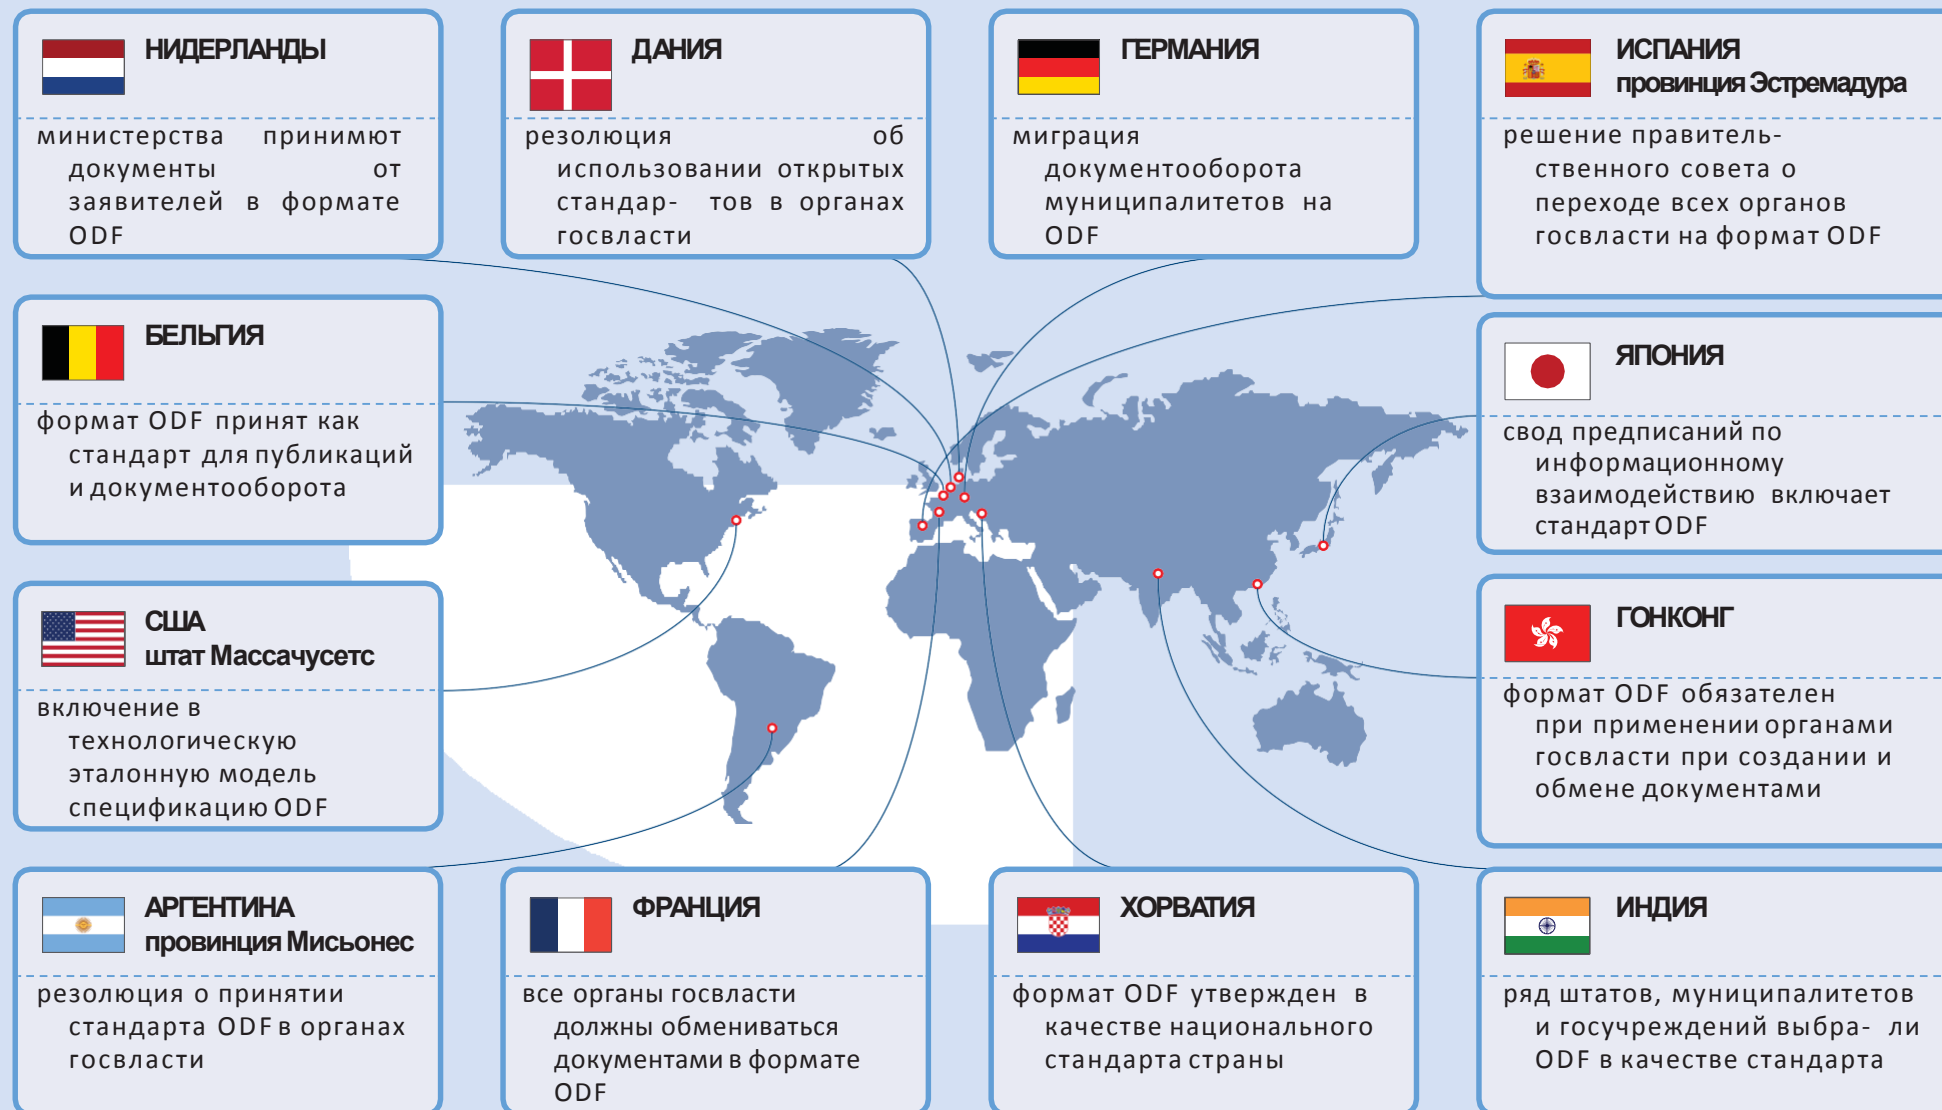 НИДЕРЛАНДЫ
министерства принимют
документы от
заявителей в формате
ODF
ДАНИЯ
резолюция об
использовании открытых
стандар- тов в органах
госвласти
ГЕРМАНИЯ
миграция
документооборота
муниципалитетов на
ODF
ИСПАНИЯ
провинция Эстремадура
решение правитель-
ственного совета о
переходе всех органов
госвласти на формат ODF
БЕЛЬГИЯ
формат ODF принят как
стандарт для публикаций
и документооборота
ЯПОНИЯ
свод предписаний по
информационному
взаимодействию включает
стандарт ODF
США
штат Массачусетс
включение в
технологическую
эталонную модель
спецификацию ODF
ГОНКОНГ
формат ODF обязателен
при применении органами
госвласти при создании и
обмене документами
АРГЕНТИНА
провинция Мисьонес
резолюция о принятии
стандарта ODF в органах
госвласти
ФРАНЦИЯ
все органы госвласти
должны обмениваться
документами в формате
ODF
ХОРВАТИЯ
формат ODF утвержден в
качестве национального
стандарта страны
ИНДИЯ
ряд штатов, муниципалитетов
и госучреждений выбра- ли
ODF в качестве стандарта